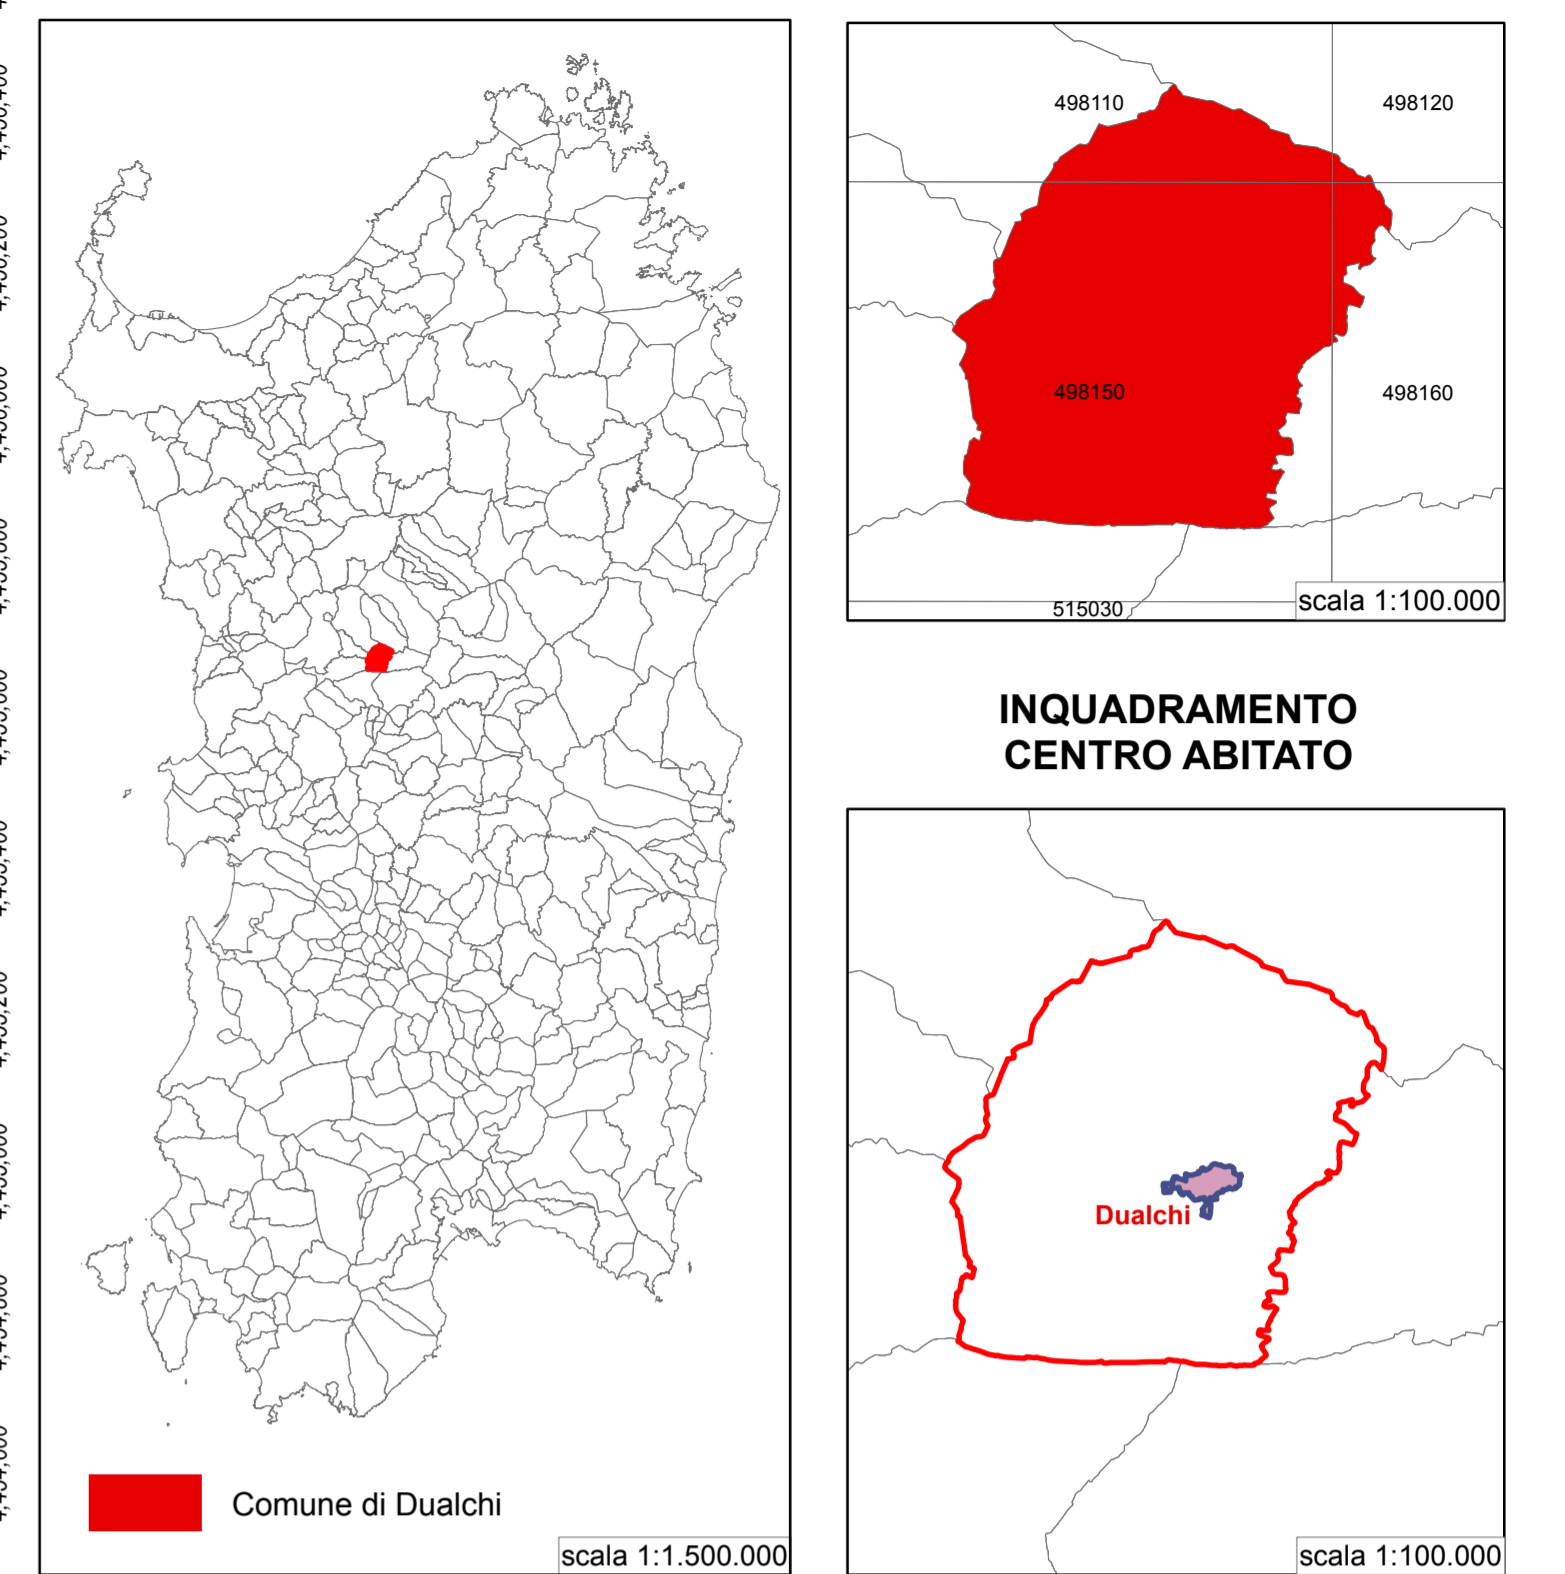 Comune di Dualchi
scala 1:1.500.000
498110
498120
498150
498160
515030
scala 1:100.000
INQUADRAMENTO
CENTRO ABITATO
Dualchi
scala 1:100.000